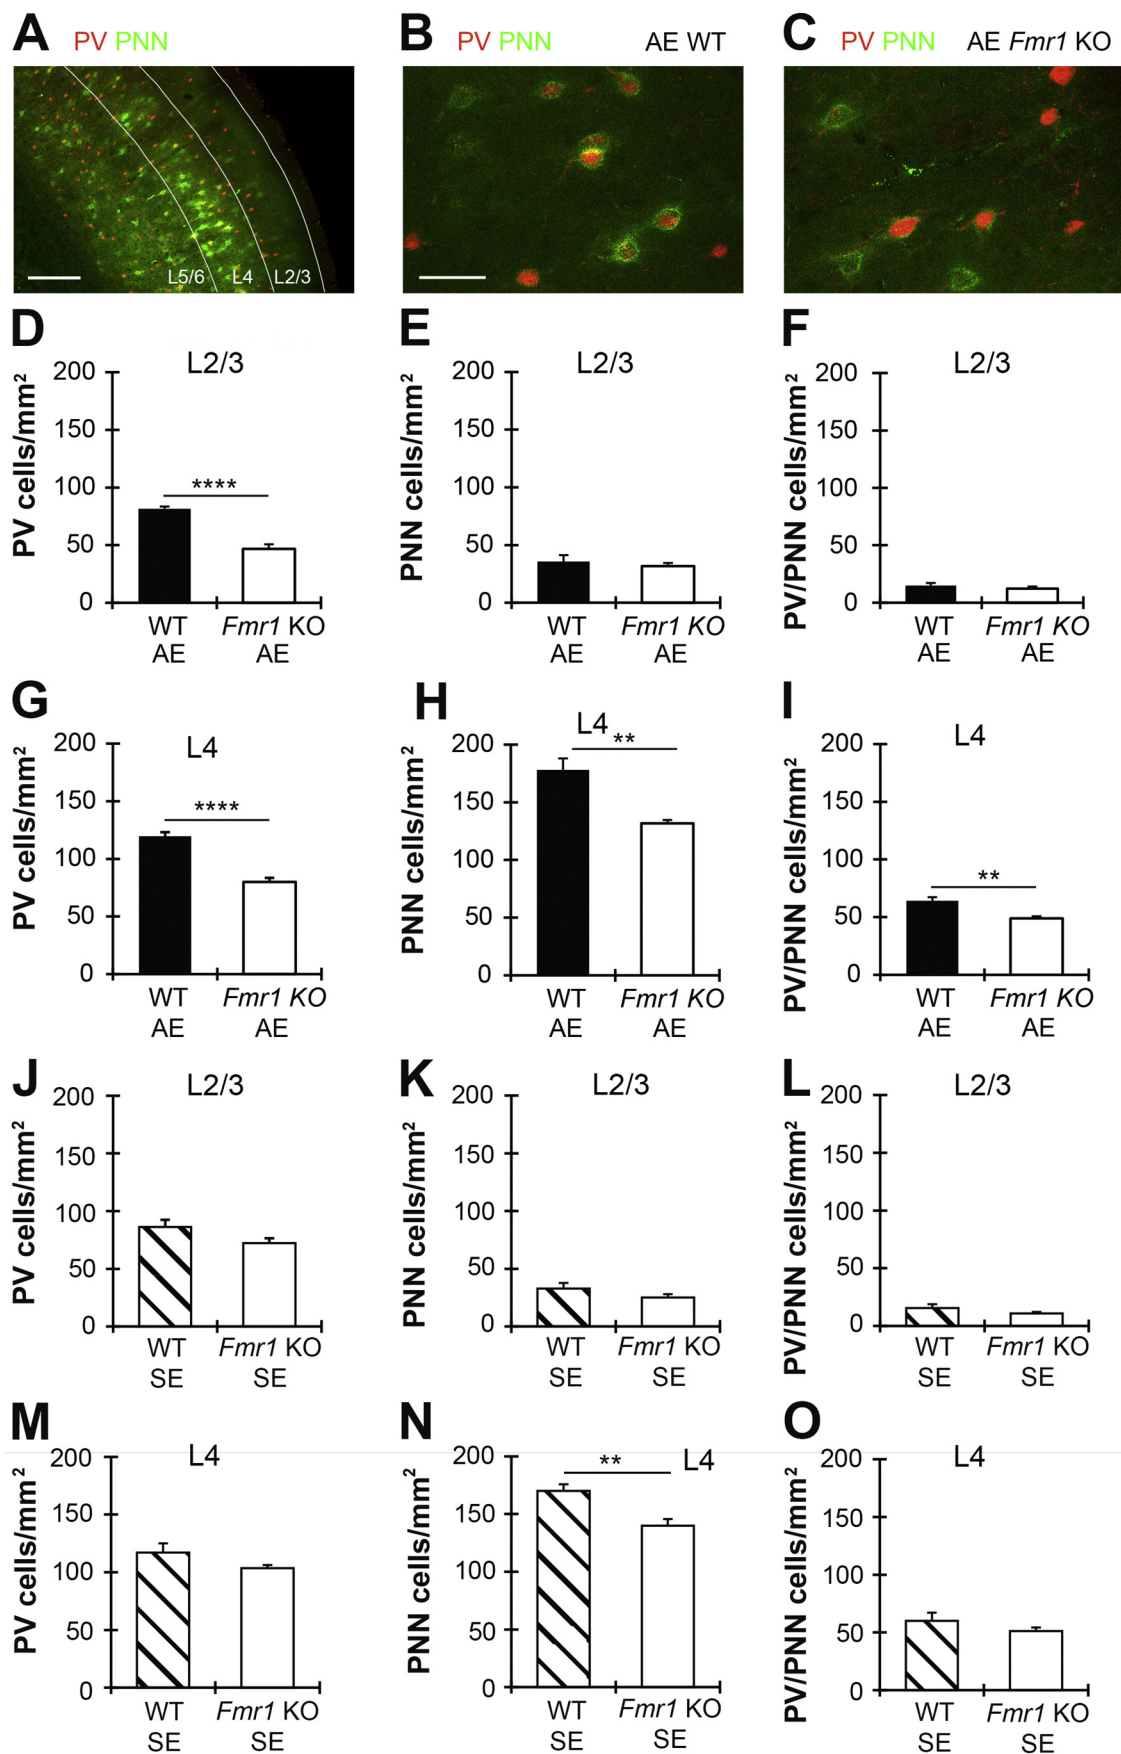 A PV PNN
B PV PNN AE WT
C PV PNN AE Fmr1 KO
L5/6 L4 L2/3
D
L2/3
PV cells/mm²
200
150
100
50
0
****
WT Fmr1 KO
AE AE
E
L2/3
PNN cells/mm²
200
150
100
50
0
WT Fmr1 KO
AE AE
F
L2/3
PV/PNN cells/mm²
200
150
100
50
0
WT Fmr1 KO
AE AE
G
L4
PV cells/mm²
200
150
100
50
0
****
WT Fmr1 KO
AE AE
H
L4
PNN cells/mm²
200
150
100
50
0
**
WT Fmr1 KO
AE AE
I
L4
PV/PNN cells/mm²
200
150
100
50
0
**
WT Fmr1 KO
AE AE
J
L2/3
PV cells/mm²
200
150
100
50
0
WT Fmr1 KO
SE SE
K
L2/3
PNN cells/mm²
200
150
100
50
0
WT Fmr1 KO
SE SE
L
L2/3
PV/PNN cells/mm²
200
150
100
50
0
WT Fmr1 KO
SE SE
M
L4
PV cells/mm²
200
150
100
50
0
WT Fmr1 KO
SE SE
N
L4
PNN cells/mm²
200
150
100
50
0
**
WT Fmr1 KO
SE SE
O
L4
PV/PNN cells/mm²
200
150
100
50
0
WT Fmr1 KO
SE SE